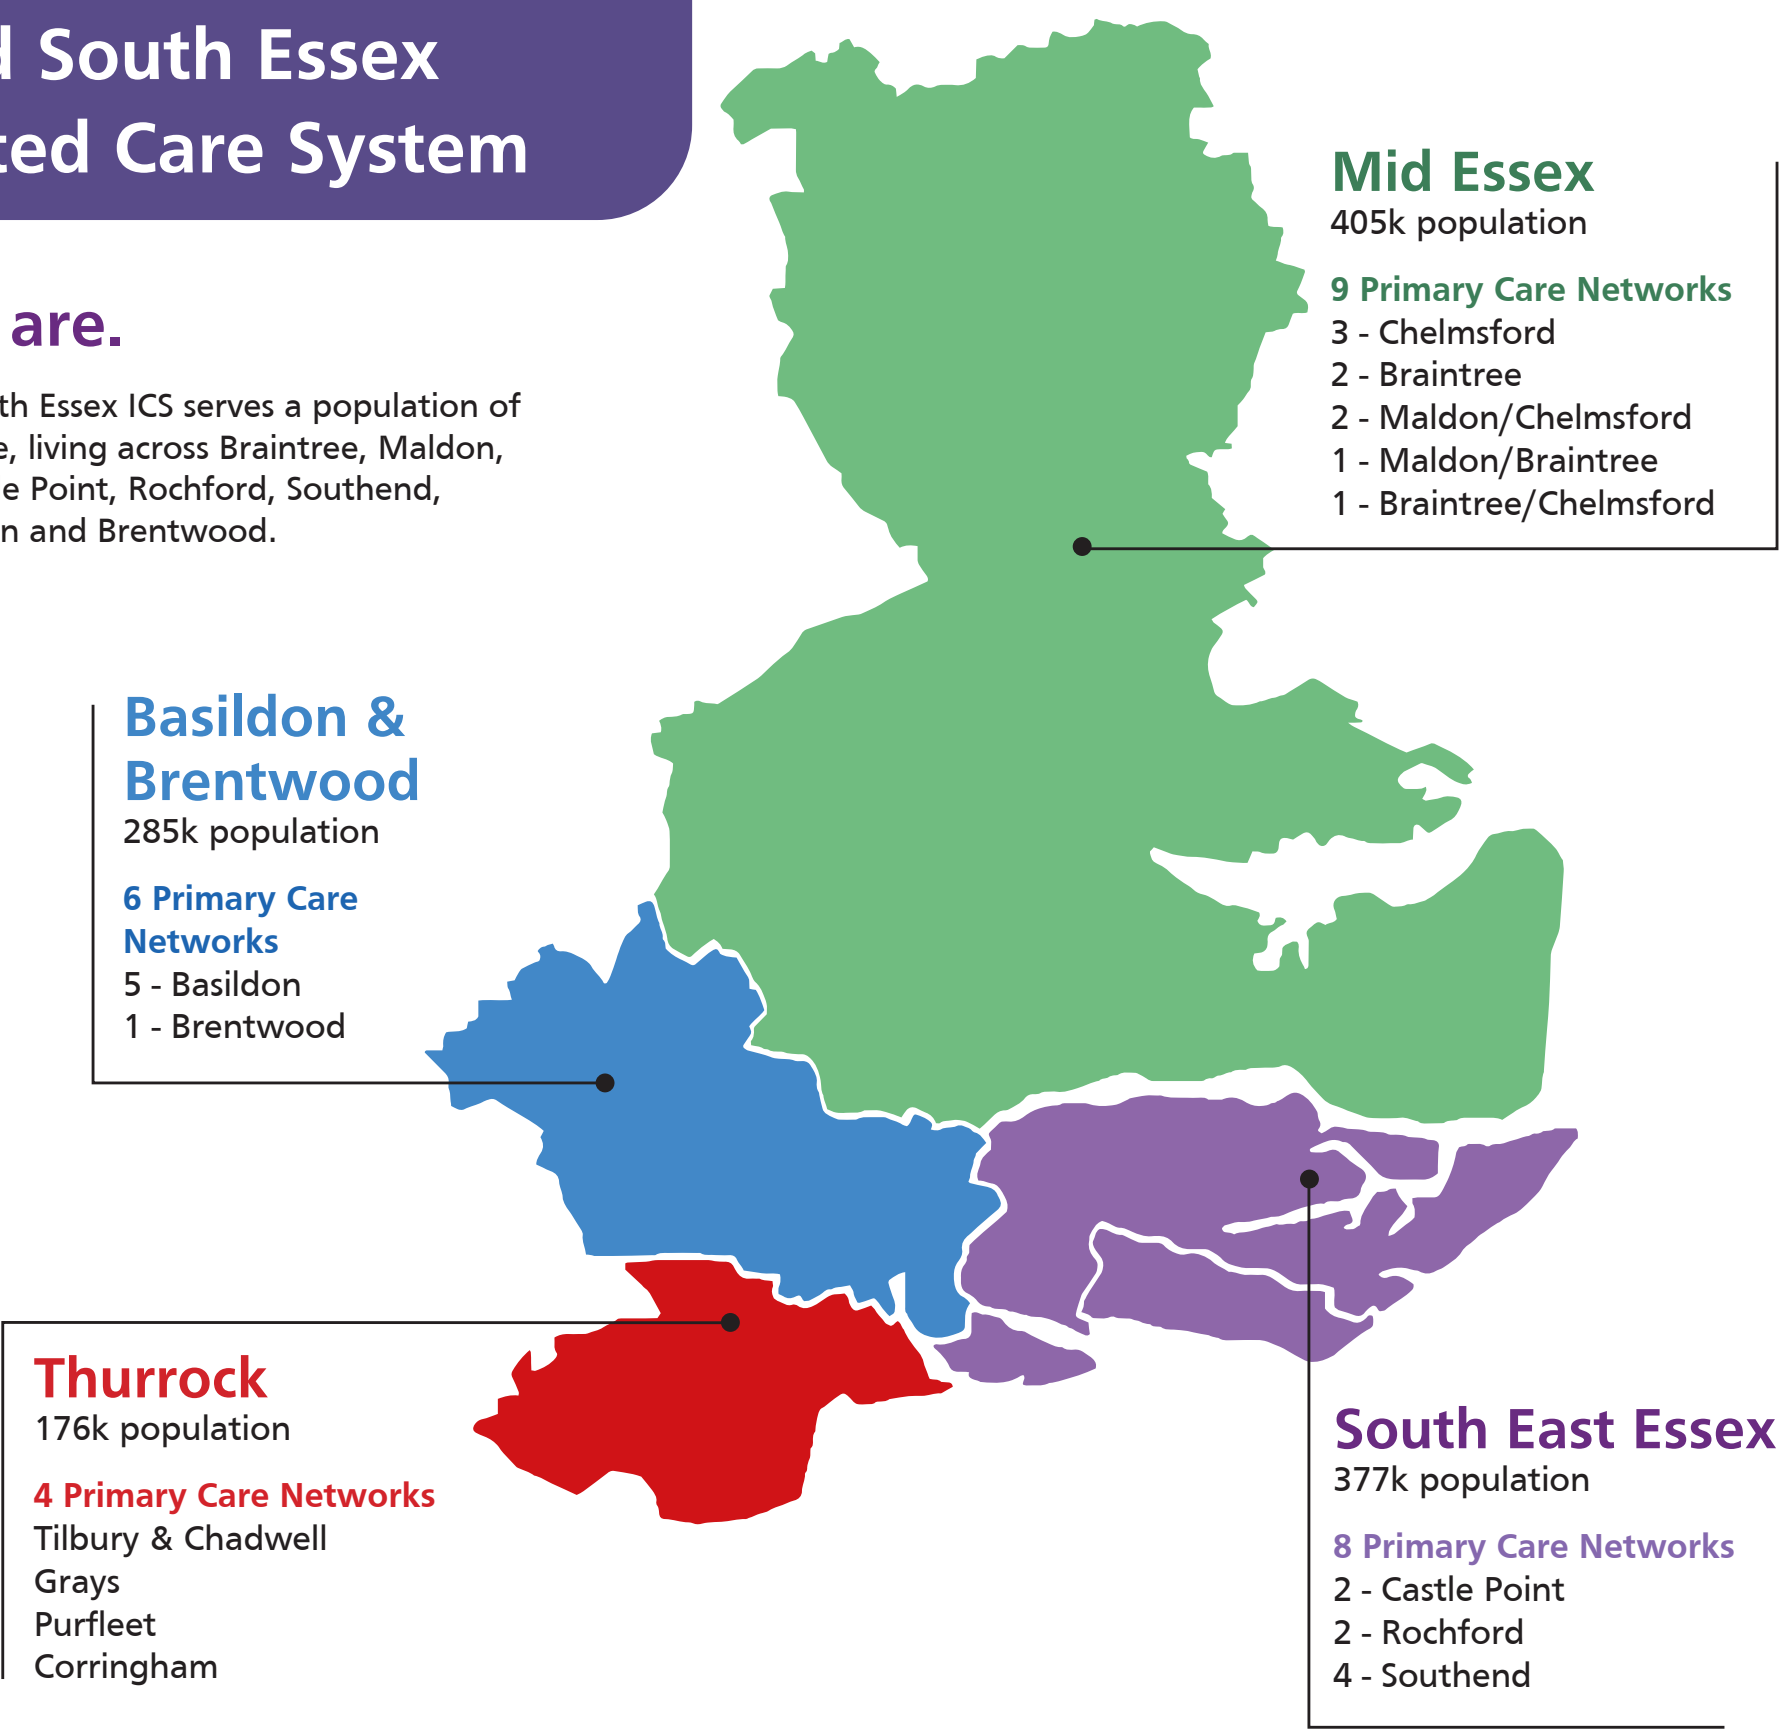 d South Essex
ted Care System
are.
th Essex ICS serves a population of
e, living across Braintree, Maldon,
e Point, Rochford, Southend,
n and Brentwood.
Mid Essex
405k population
9 Primary Care Networks
3 - Chelmsford
2 - Braintree
2 - Maldon/Chelmsford
1 - Maldon/Braintree
1 - Braintree/Chelmsford
Basildon &
Brentwood
285k population
6 Primary Care
Networks
5 - Basildon
1 - Brentwood
Thurrock
176k population
4 Primary Care Networks
Tilbury & Chadwell
Grays
Purfleet
Corringham
South East Essex
377k population
8 Primary Care Networks
2 - Castle Point
2 - Rochford
4 - Southend